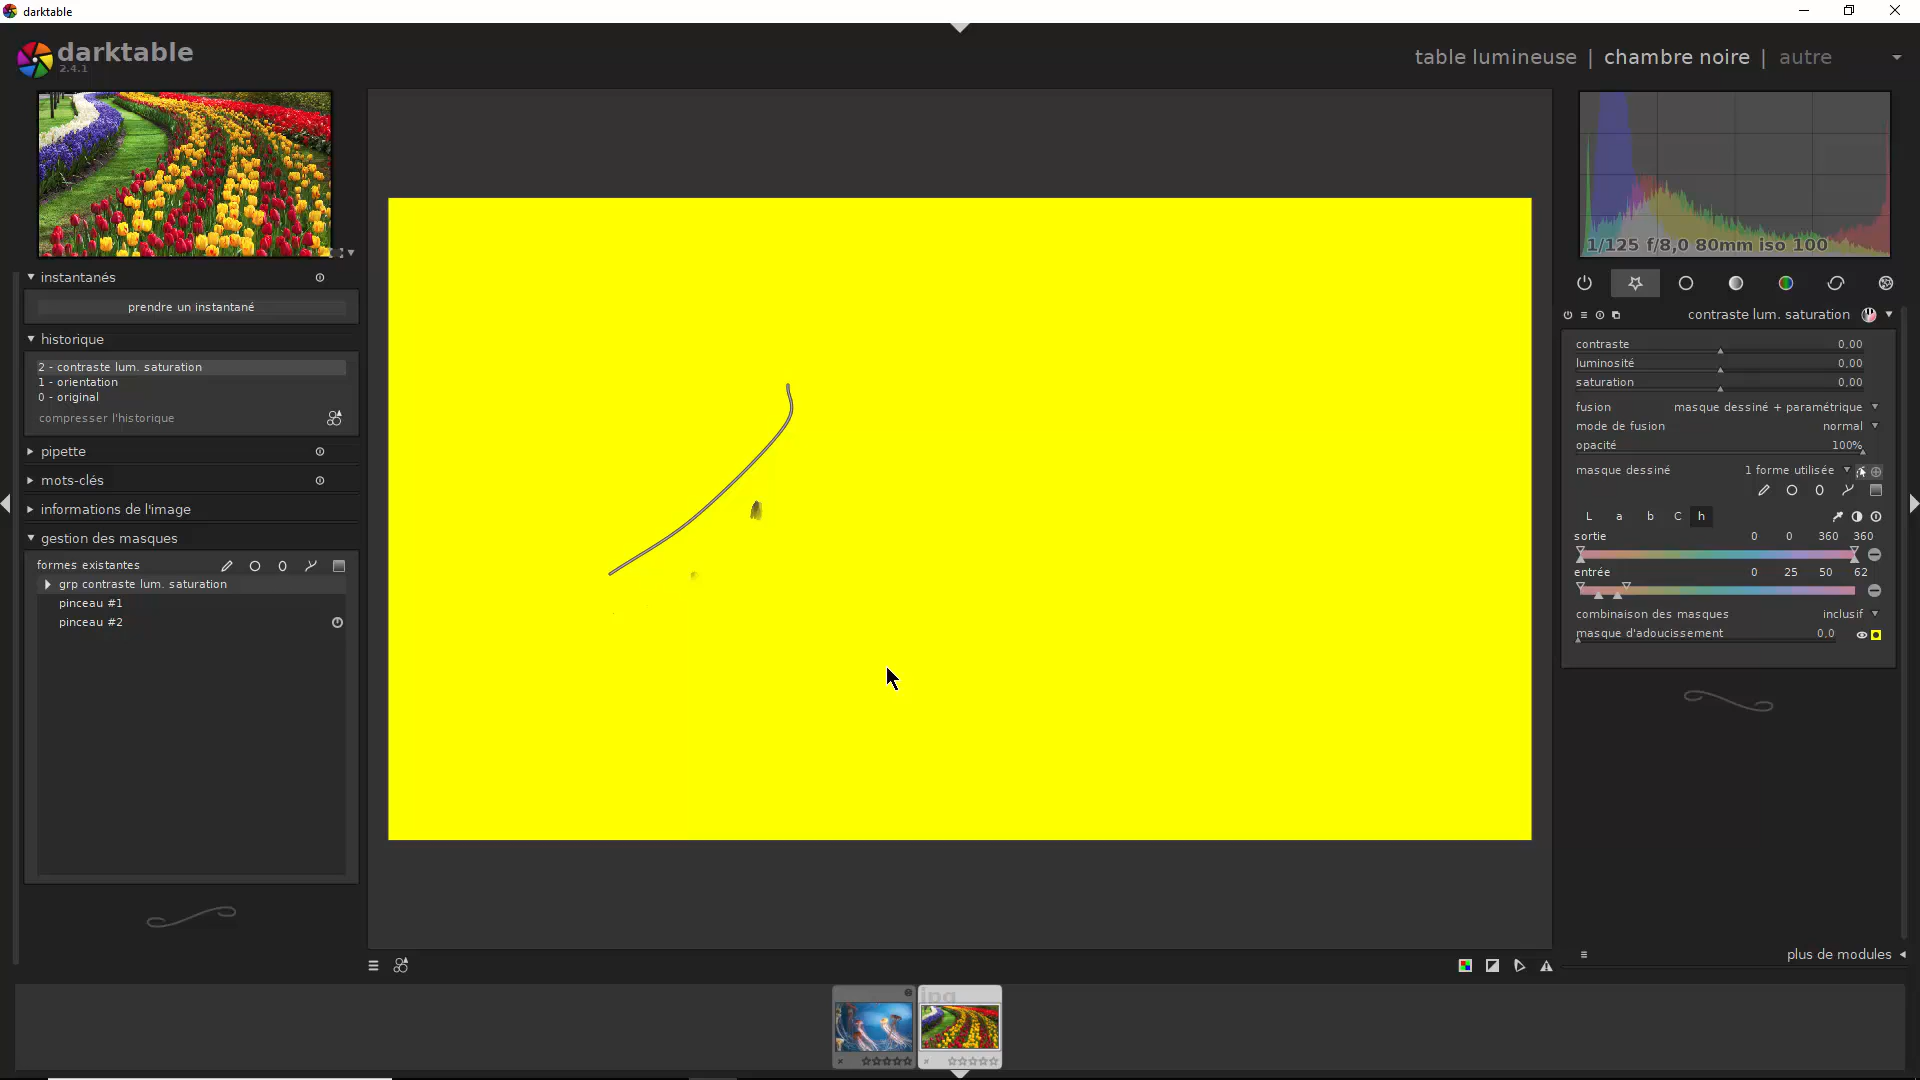 darktable
darktable
2.4.1
table lumineuse | chambre noire | autre
1/125 f/8,0 80mm iso 100
instantanés
prendre un instantané
historique
2 - contraste lum. saturation
1 - orientation
0 - original
compresser l'historique
pipette
mots-clés
informations de l'image
gestion des masques
formes existantes
grp contraste lum. saturation
pinceau #1
pinceau #2
contraste lum. saturation
contraste 0,00
luminosité 0,00
saturation 0,00
fusion masque dessiné + paramétrique
mode de fusion normal
opacité 100%
masque dessiné 1 forme utilisée
L a b C h
sortie 0 0 360 360
entrée 0 25 50 62
combinaison des masques inclusif
masque d'adoucissement 0,0
plus de modules
jpg